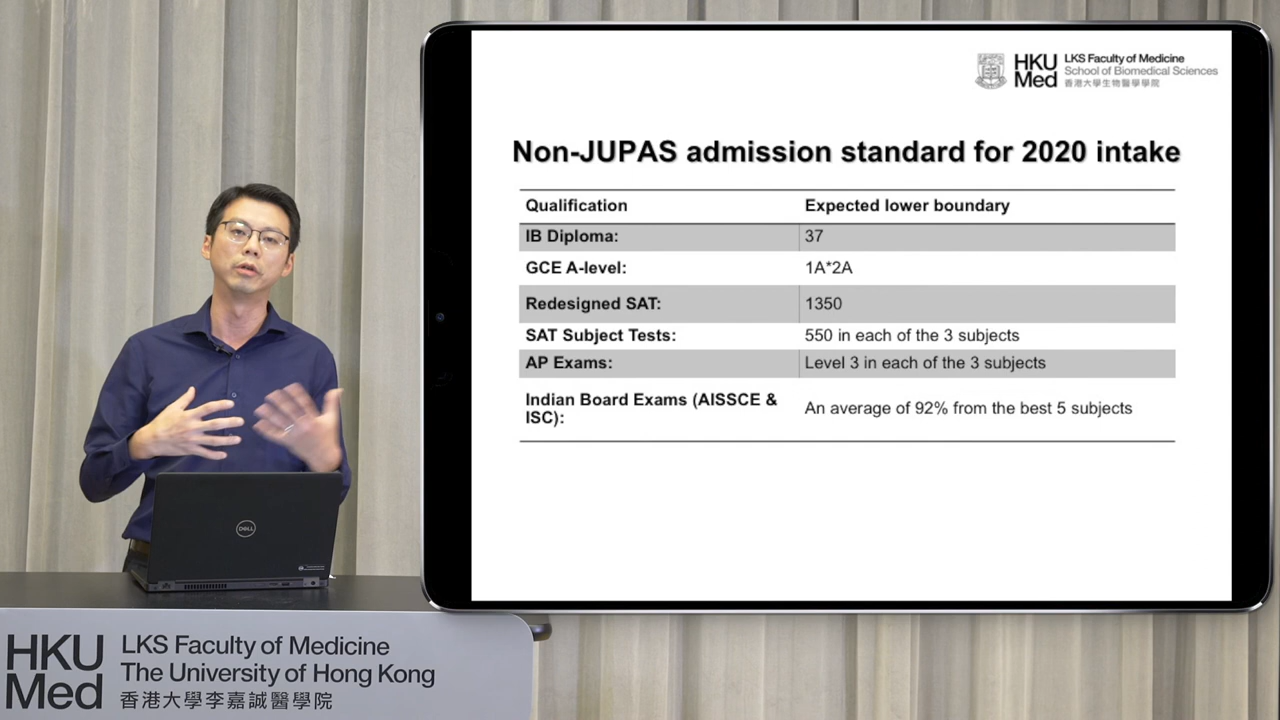 HKU
Med
LKS Faculty of Medicine
School of Biomedical Sciences
香港大學生物醫學學院
Non-JUPAS admission standard for 2020 intake
Qualification Expected lower boundary
IB Diploma: 37
GCE A-level: 1A*2A
Redesigned SAT: 1350
SAT Subject Tests: 550 in each of the 3 subjects
AP Exams: Level 3 in each of the 3 subjects
Indian Board Exams (AISSCE &
ISC): An average of 92% from the best 5 subjects
DELL
HKU
Med
LKS Faculty of Medicine
The University of Hong Kong
香港大學李嘉誠醫學院